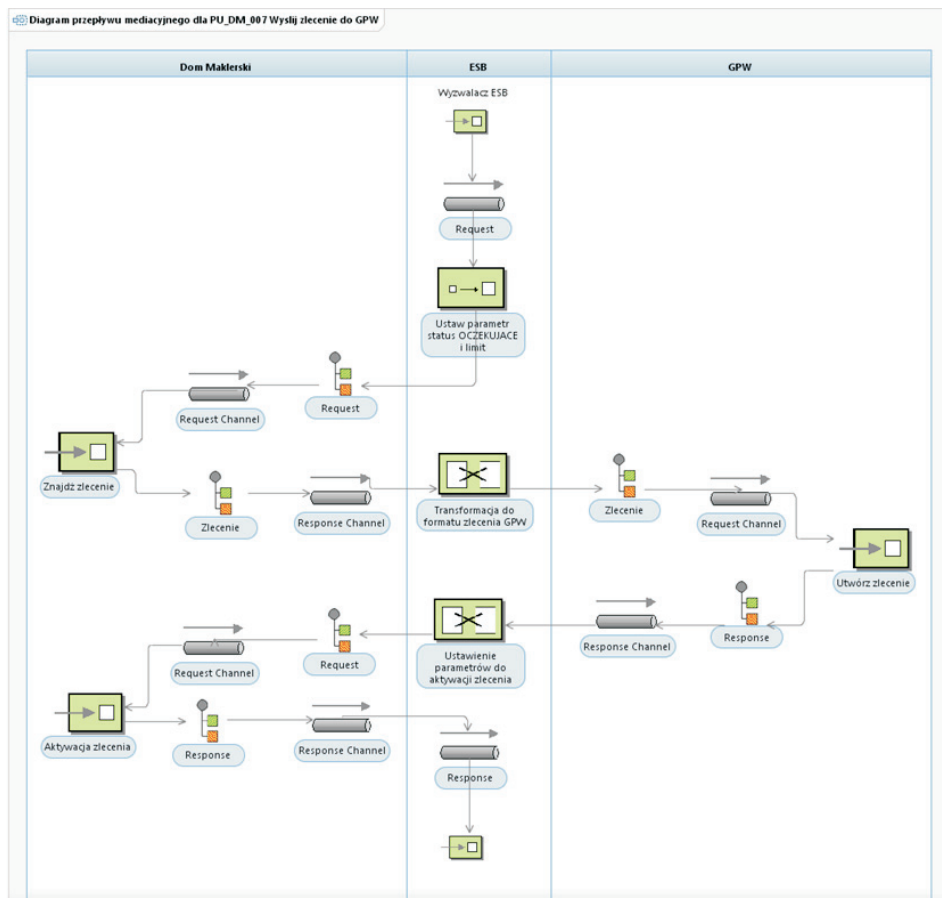 Diagram przepływu mediacyjnego dla PU_DM_007 Wyslij zlecenie do GPW
Dom Maklerski
ESB
GPW
Wyzwalacz ESB
Request
Ustaw parametr
status OCZEKUJACE
i limit
Request
Request Channel
Znajdź zlecenie
Zlecenie
Response Channel
Transformacja do
formatu zlecenia GPW
Zlecenie
Request Channel
Utwórz zlecenie
Response
Response Channel
Ustawienie
parametrów do
aktywacji zlecenia
Request
Request Channel
Aktywacja zlecenia
Response
Response Channel
Response